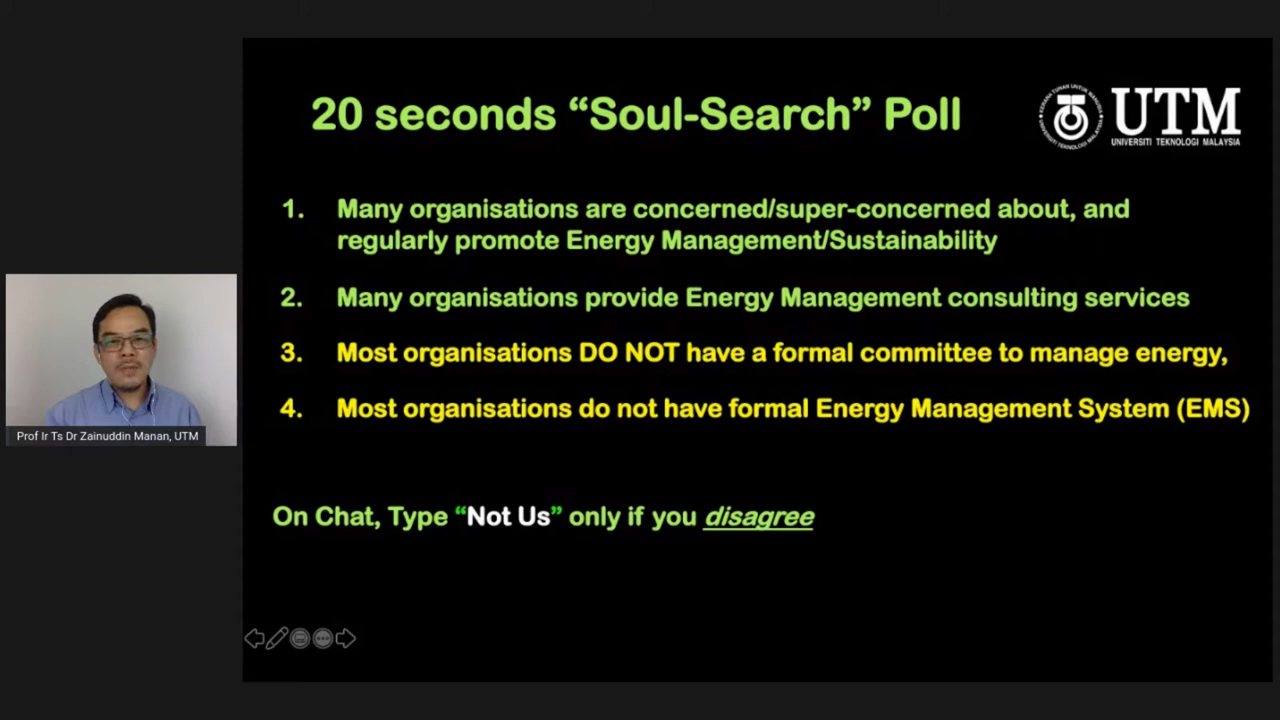 20 seconds “Soul-Search” Poll
UTM
UNIVERSITI TEKNOLOGI MALAYSIA
1. Many organisations are concerned/super-concerned about, and
regularly promote Energy Management/Sustainability
2. Many organisations provide Energy Management consulting services
3. Most organisations DO NOT have a formal committee to manage energy,
4. Most organisations do not have formal Energy Management System (EMS)
Prof Ir Ts Dr Zainuddin Manan, UTM
On Chat, Type “Not Us” only if you disagree